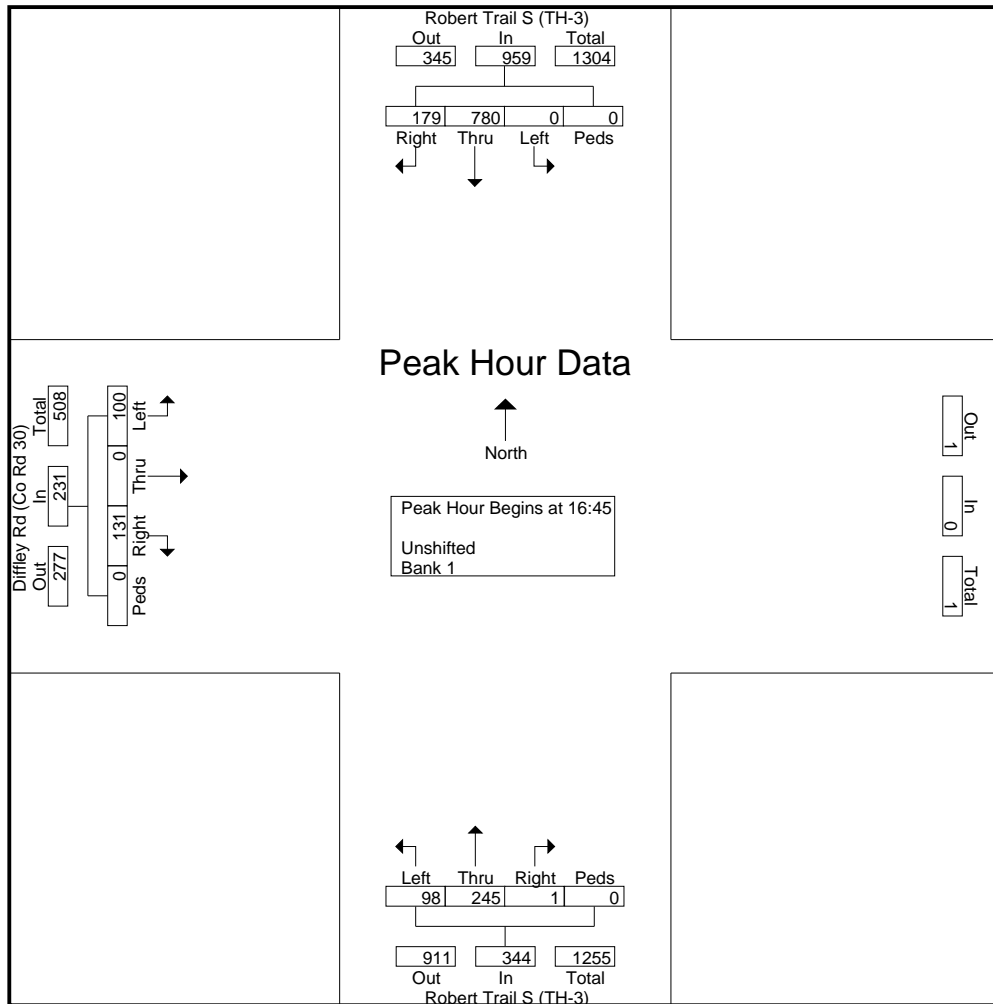 Robert Trail S (TH-3)
Out In Total
345 959 1304
179 780 0 0
Right Thru Left Peds
Peak Hour Data
North
Peak Hour Begins at 16:45
Unshifted
Bank 1
Diffley Rd (Co Rd 30)
Out In Total
277 231 508
0 131 0 100
Peds Right Thru Left
Out In Total
1 0 1
Left Thru Right Peds
98 245 1 0
911 344 1255
Out In Total
Robert Trail S (TH-3)